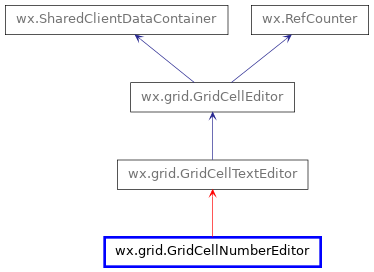 wx.SharedClientDataContainer
wx.RefCounter
wx.grid.GridCellEditor
wx.grid.GridCellTextEditor
wx.grid.GridCellNumberEditor